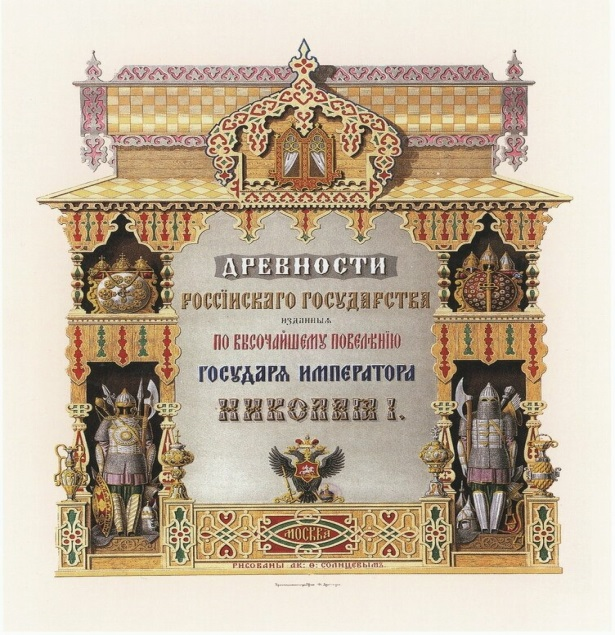 ДРЕВНОСТИ
РОССІЙСКАГО ГОСУДАРСТВА
ИЗДАННЫЯ
ПО ВЫСОЧАЙШЕМУ ПОВЕЛѢНІЮ
ГОСУДАРЯ ИМПЕРАТОРА
НИКОЛАЯ I.
МОСКВА
РИСОВАНЫ АК: Ѳ: СОЛНЦЕВЫМЪ.